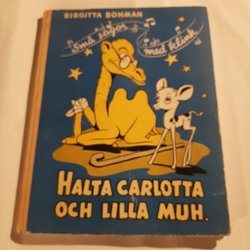 BIRGITTA BOHMAN
Små sagor
med klink
HALTA CARLOTTA
OCH LILLA MUH.